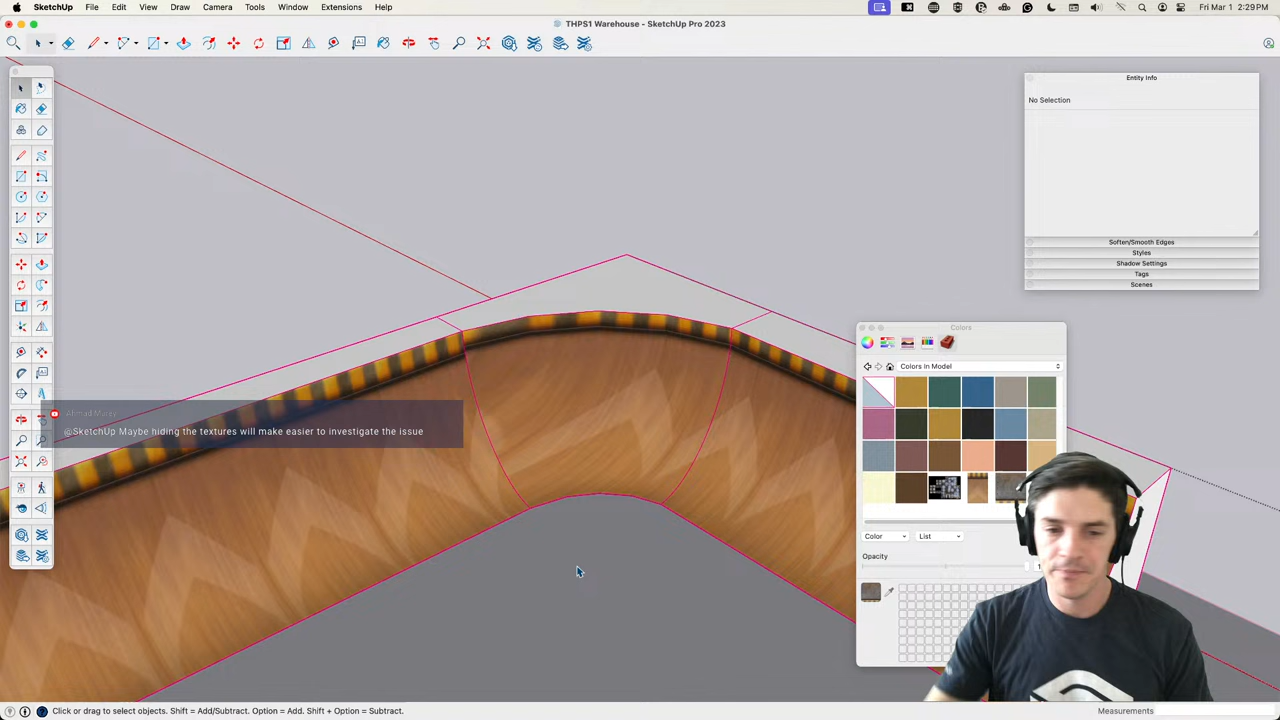 SketchUp File Edit View Draw Camera Tools Window Extensions Help
Fri Mar 1 2:29 PM
THPS1 Warehouse - SketchUp Pro 2023
Entity Info
No Selection
Soften/Smooth Edges
Styles
Shadow Settings
Tags
Scenes
Colors
Colors in Model
Ahmad Murey
@SketchUp Maybe hiding the textures will make easier to investigate the issue
Color
List
Opacity
Click or drag to select objects. Shift = Add/Subtract. Option = Add. Shift + Option = Subtract.
Measurements